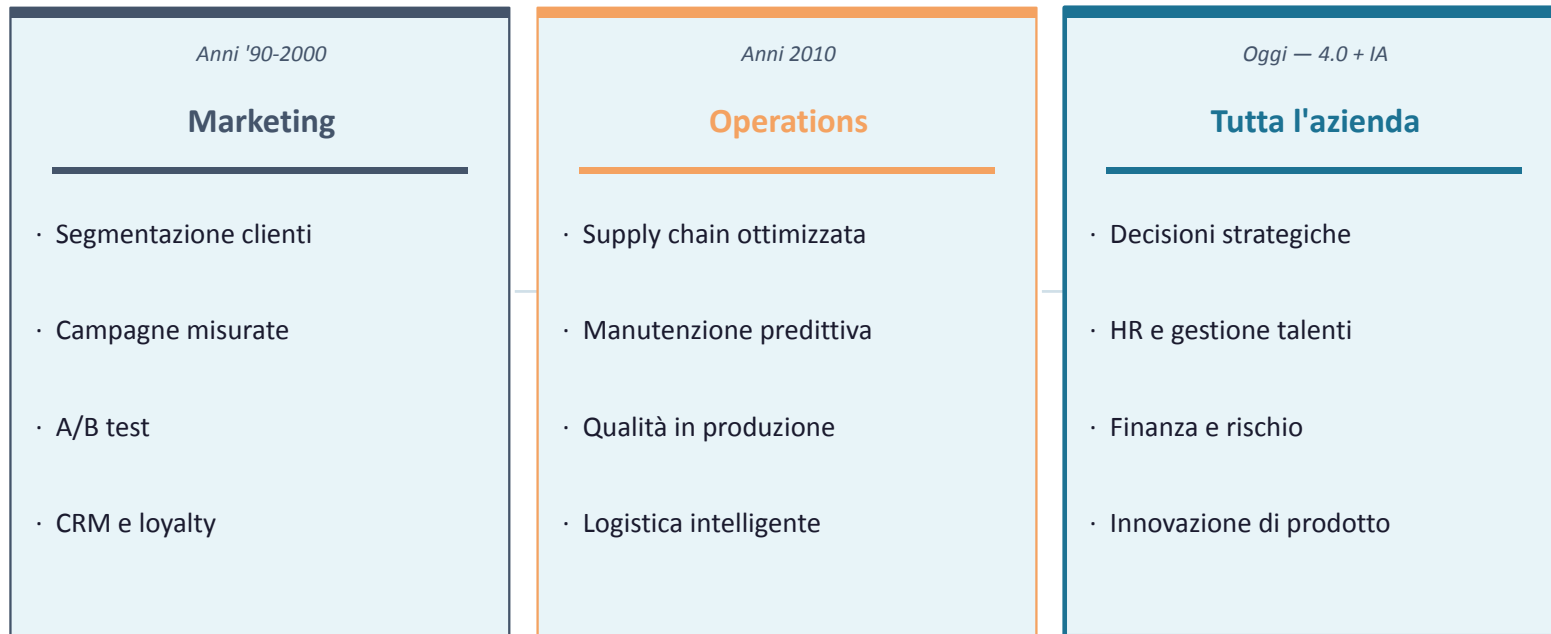 Anni '90-2000
Marketing
· Segmentazione clienti
· Campagne misurate
· A/B test
· CRM e loyalty
Anni 2010
Operations
· Supply chain ottimizzata
· Manutenzione predittiva
· Qualità in produzione
· Logistica intelligente
Oggi — 4.0 + IA
Tutta l'azienda
· Decisioni strategiche
· HR e gestione talenti
· Finanza e rischio
· Innovazione di prodotto